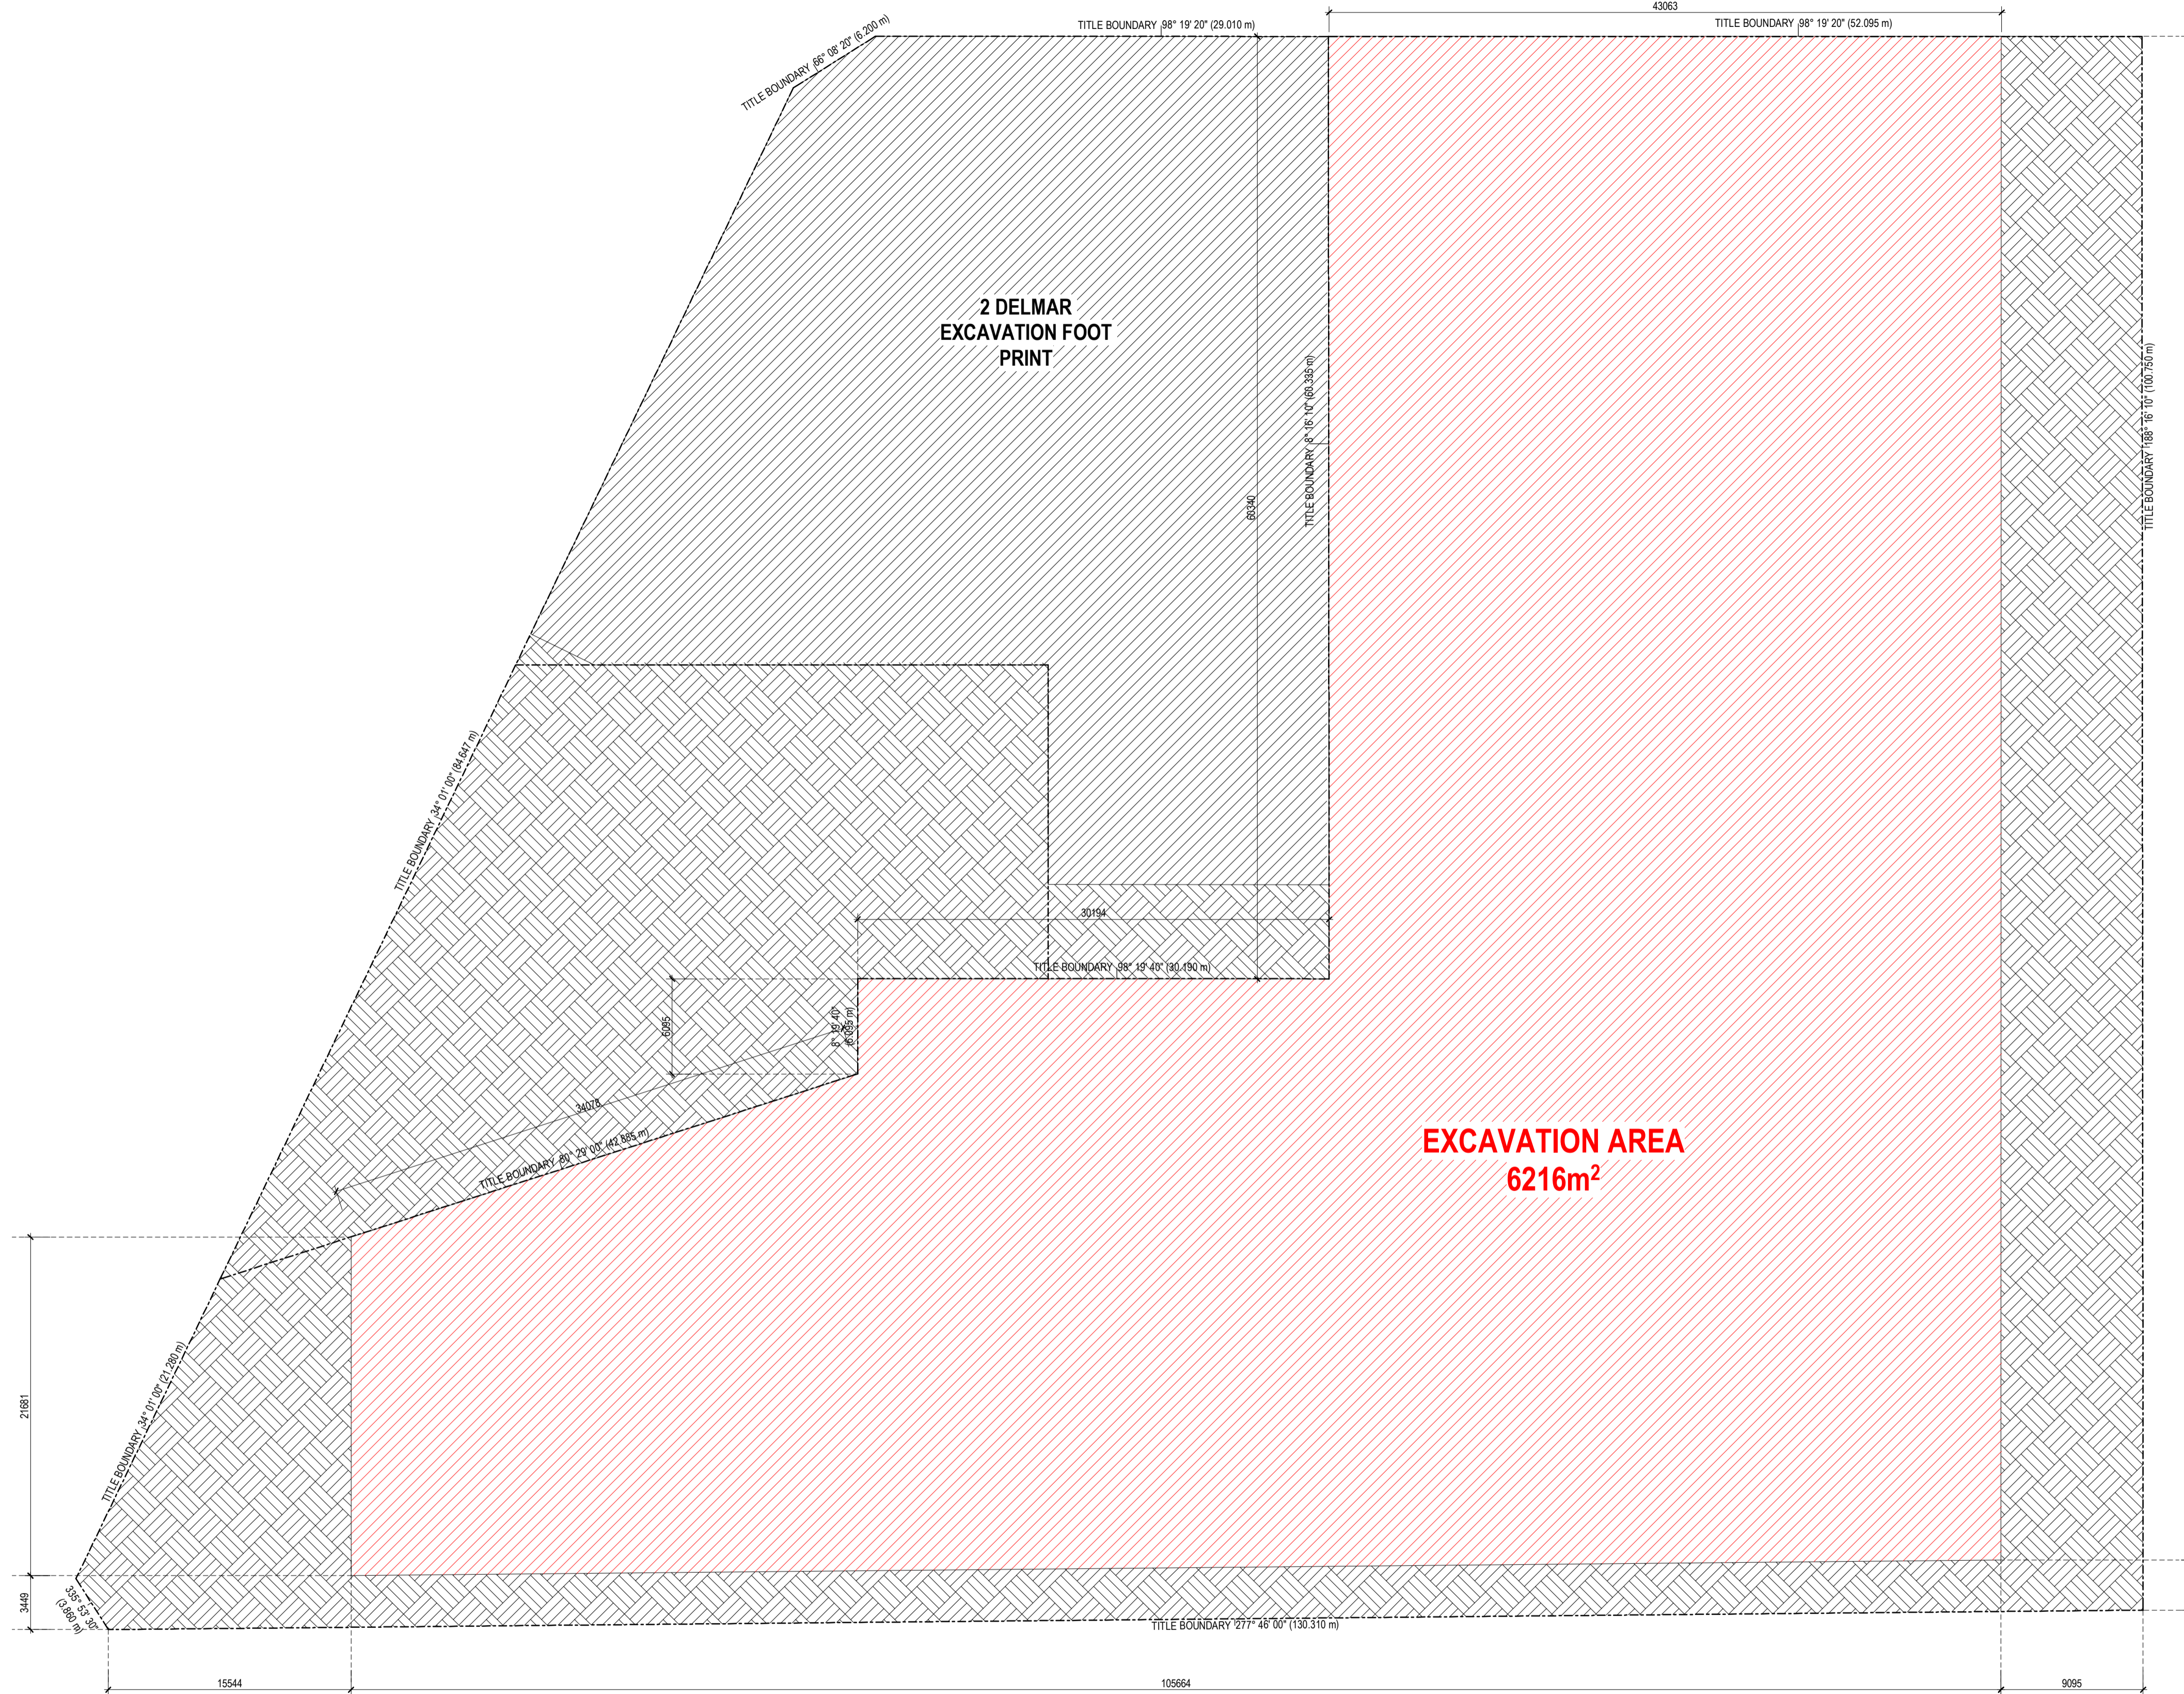 43063
TITLE BOUNDARY 98° 19' 20" (29.010 m)
TITLE BOUNDARY 98° 19' 20" (52.095 m)
TITLE BOUNDARY 66° 08' 20" (6.200 m)
2 DELMAR
EXCAVATION FOOT
PRINT
TITLE BOUNDARY 8° 16' 10" (60.335 m)
60340
TITLE BOUNDARY 188° 16' 10" (100.750 m)
TITLE BOUNDARY 34° 01' 00" (84.647 m)
30194
TITLE BOUNDARY 98° 19' 40" (30.190 m)
6095
8° 19' 40"
(6.095 m)
34078
TITLE BOUNDARY 80° 29' 00" (42.885 m)
EXCAVATION AREA
6216m²
21681
TITLE BOUNDARY 34° 01' 00" (21.280 m)
3449
335° 53' 30"
(3.860 m)
TITLE BOUNDARY 277° 46' 00" (130.310 m)
15544
105664
9095